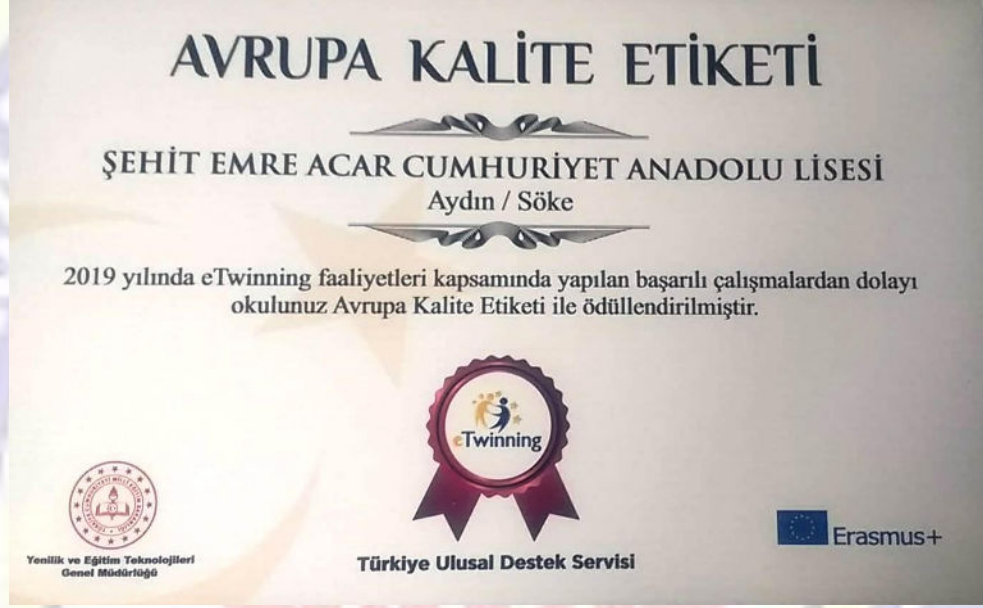 AVRUPA KALİTE ETİKETİ
ŞEHİT EMRE ACAR CUMHURİYET ANADOLU LİSESİ
Aydın / Söke
2019 yılında eTwinning faaliyetleri kapsamında yapılan başarılı çalışmalardan dolayı
okulunuz Avrupa Kalite Etiketi ile ödüllendirilmiştir.
eTwinning
Yenilik ve Eğitim Teknolojileri
Genel Müdürlüğü
Türkiye Ulusal Destek Servisi
Erasmus+